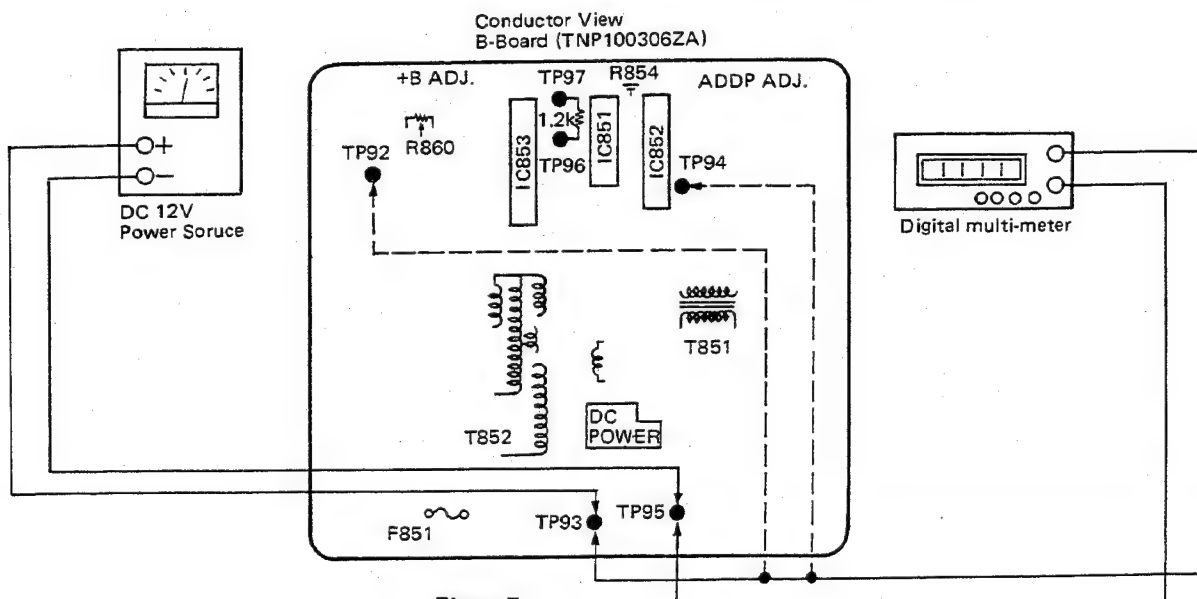 Conductor View
B-Board (TNP100306ZA)
+B ADJ.
TP97
R854
ADDP ADJ.
1.2k
R860
TP92
IC853
TP96
IC851
IC852
TP94
+
−
DC 12V
Power Soruce
Digital multi-meter
T851
T852
DC
POWER
F851
TP93
TP95